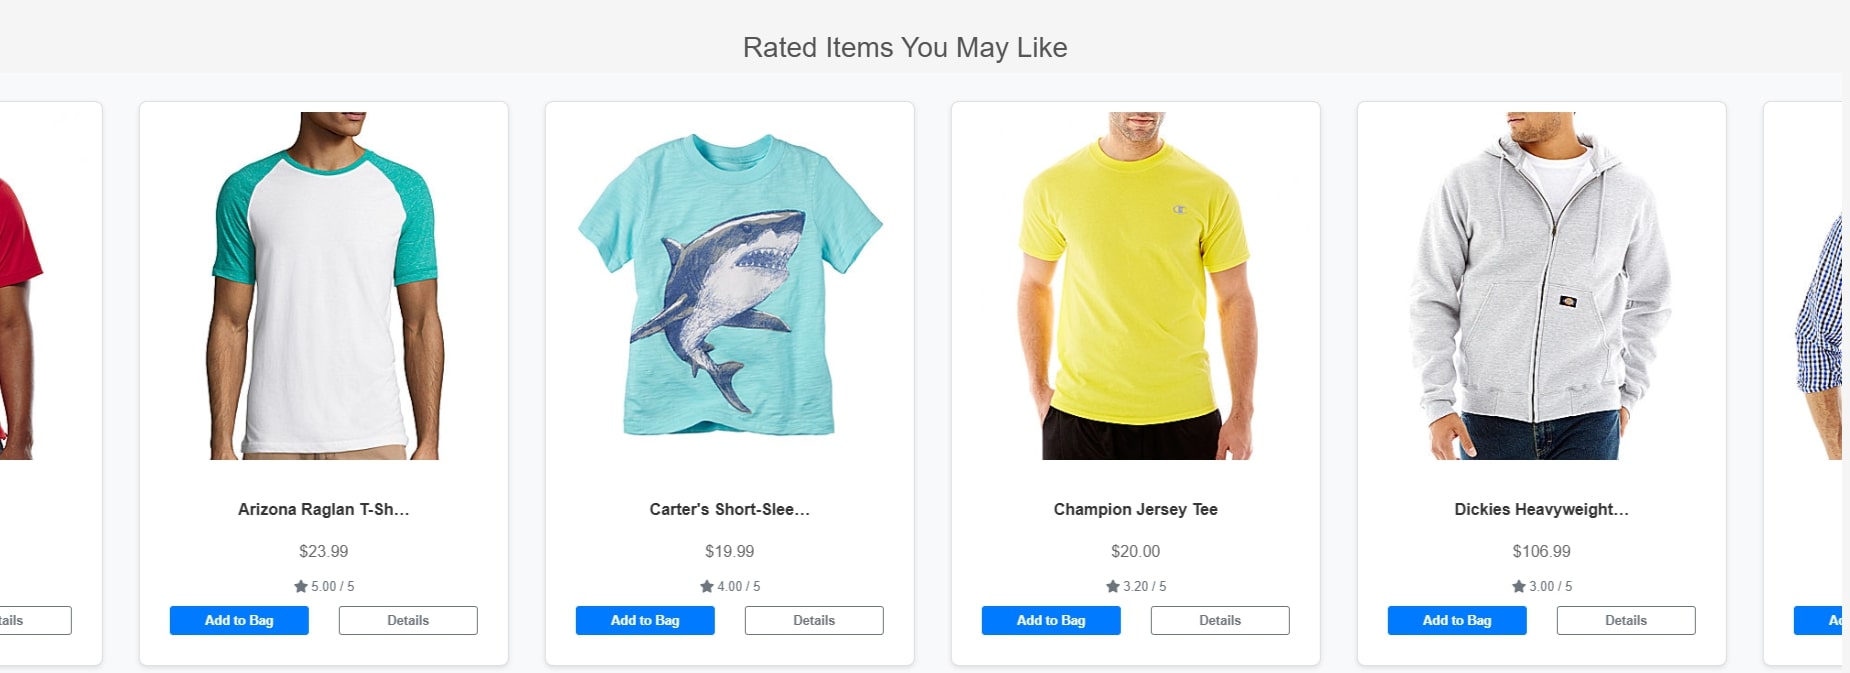 Rated Items You May Like
Arizona Raglan T-Sh...
$23.99
5.00 / 5
Add to Bag
Details
Carter's Short-Slee...
$19.99
4.00 / 5
Add to Bag
Details
Champion Jersey Tee
$20.00
3.20 / 5
Add to Bag
Details
Dickies Heavyweight...
$106.99
3.00 / 5
Add to Bag
Details